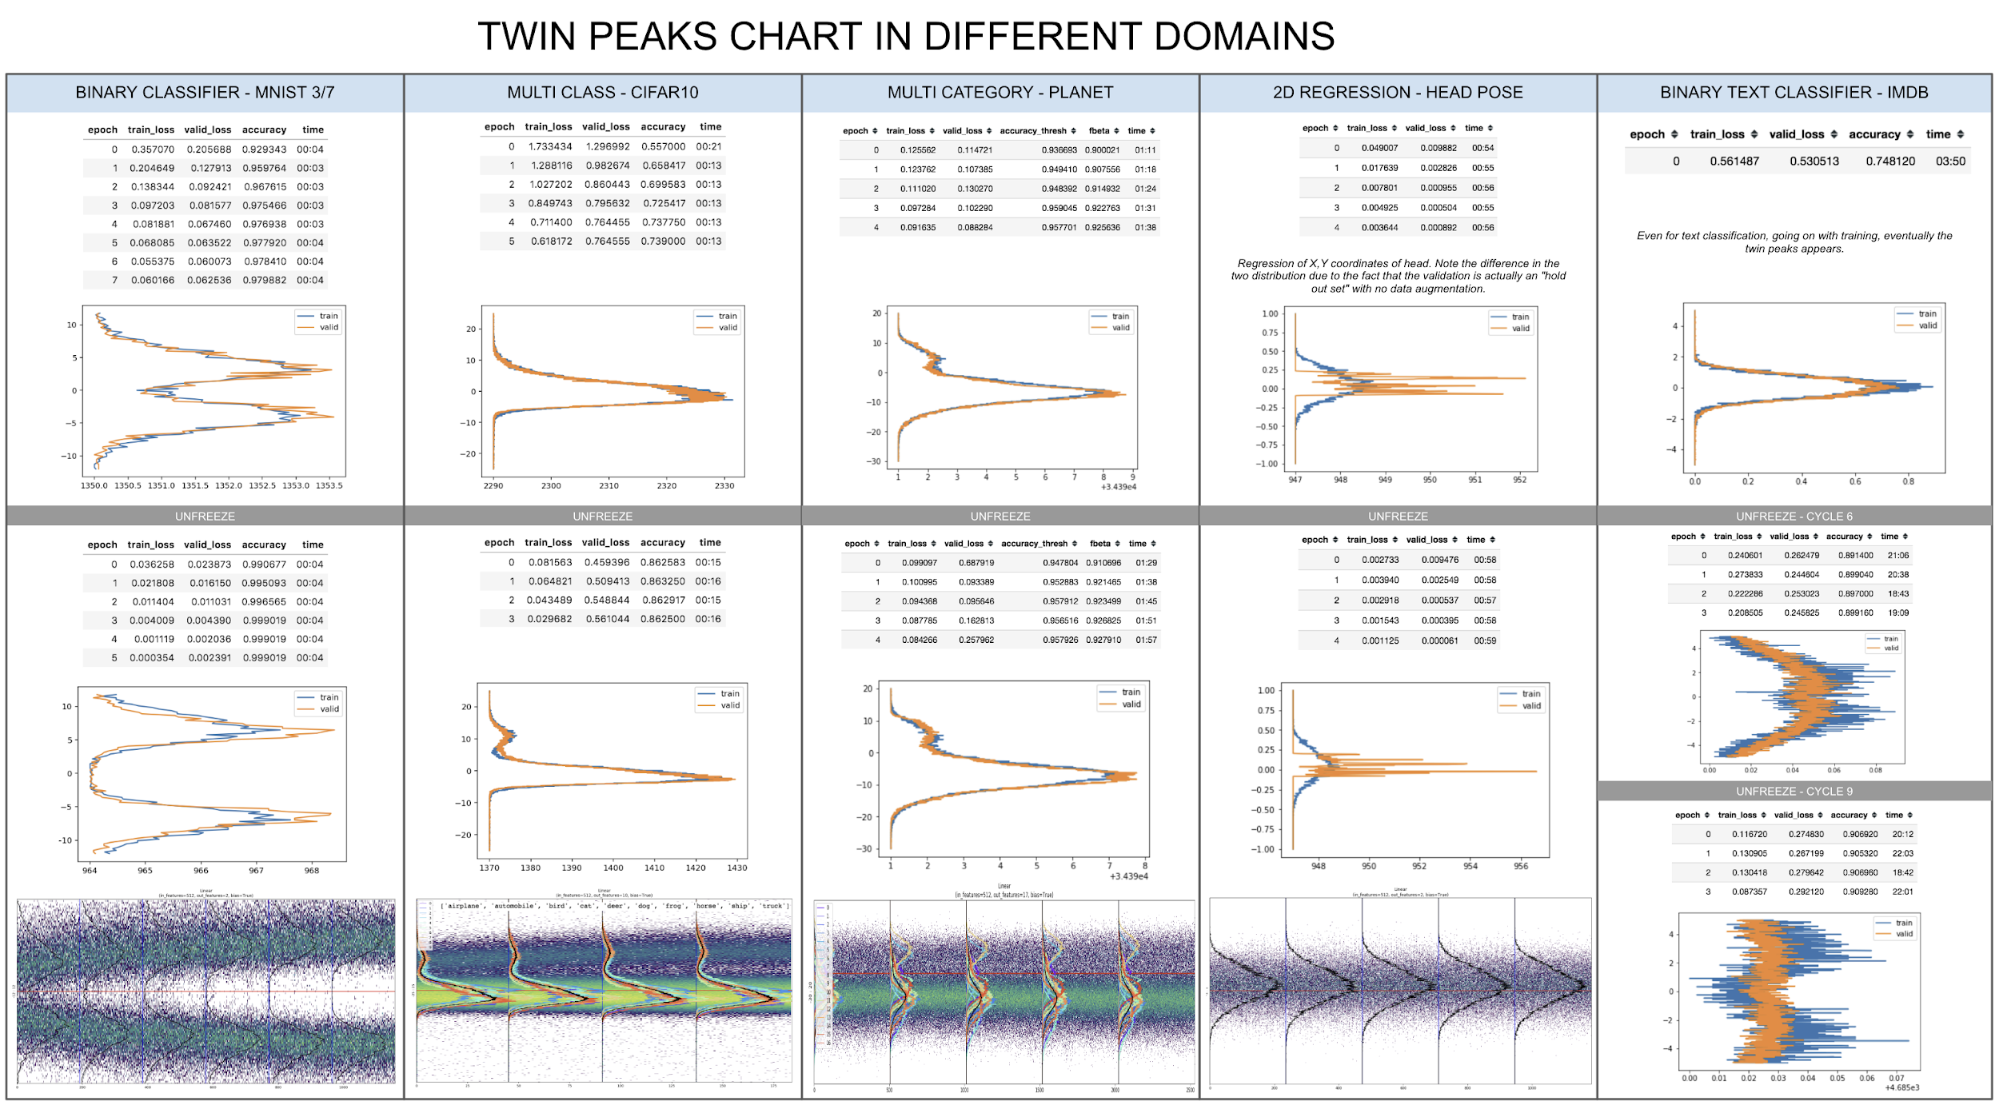 TWIN PEAKS CHART IN DIFFERENT DOMAINS
BINARY CLASSIFIER - MNIST 3/7
epoch train_loss valid_loss accuracy time
0 0.357070 0.205688 0.929343 00:04
1 0.204649 0.127913 0.959764 00:03
2 0.138344 0.092421 0.967615 00:03
3 0.097203 0.081577 0.975466 00:03
4 0.081881 0.067460 0.976938 00:03
5 0.068085 0.063522 0.977920 00:04
6 0.055375 0.060073 0.978410 00:04
7 0.060166 0.062536 0.979882 00:04
train
valid
10
5
0
−5
−10
1350.0 1350.5 1351.0 1351.5 1352.0 1352.5 1353.0 1353.5
UNFREEZE
epoch train_loss valid_loss accuracy time
0 0.036258 0.023873 0.990677 00:04
1 0.021808 0.016150 0.995093 00:04
2 0.011404 0.011031 0.996565 00:04
3 0.004009 0.004390 0.999019 00:04
4 0.001119 0.002036 0.999019 00:04
5 0.000354 0.002391 0.999019 00:04
train
valid
10
5
0
−5
−10
964 965 966 967 968
Linear
(in_features=512, out_features=2, bias=True)
MULTI CLASS - CIFAR10
epoch train_loss valid_loss accuracy time
0 1.733434 1.296992 0.557000 00:21
1 1.288116 0.982674 0.658417 00:13
2 1.027202 0.860443 0.699583 00:13
3 0.849743 0.795632 0.725417 00:13
4 0.711400 0.764455 0.737750 00:13
5 0.618172 0.764555 0.739000 00:13
train
valid
20
10
0
−10
−20
2290 2300 2310 2320 2330
UNFREEZE
epoch train_loss valid_loss accuracy time
0 0.081563 0.459396 0.862583 00:15
1 0.064821 0.509413 0.863250 00:16
2 0.043489 0.548844 0.862917 00:15
3 0.029682 0.561044 0.862500 00:16
train
valid
20
10
0
−10
−20
1370 1380 1390 1400 1410 1420 1430
Linear
(in_features=512, out_features=10, bias=True)
['airplane', 'automobile', 'bird', 'cat', 'deer', 'dog', 'frog', 'horse', 'ship', 'truck']
MULTI CATEGORY - PLANET
epoch train_loss valid_loss accuracy_thresh fbeta time
0 0.125562 0.114721 0.936693 0.900021 01:11
1 0.123762 0.107385 0.949410 0.907556 01:18
2 0.111020 0.130270 0.948392 0.914932 01:24
3 0.097284 0.102290 0.959045 0.922763 01:31
4 0.091635 0.088284 0.957701 0.925636 01:38
train
valid
20
10
0
−10
−20
−30
1 2 3 4 5 6 7 8 9
+3.439e4
UNFREEZE
epoch train_loss valid_loss accuracy_thresh fbeta time
0 0.099097 0.687919 0.947804 0.910696 01:29
1 0.100995 0.093389 0.952883 0.921465 01:38
2 0.094368 0.095646 0.957912 0.923499 01:45
3 0.087785 0.162813 0.956516 0.926825 01:51
4 0.084266 0.257962 0.957926 0.927910 01:57
train
valid
20
10
0
−10
−20
−30
1 2 3 4 5 6 7 8
+3.439e4
Linear
(in_features=512, out_features=17, bias=True)
2D REGRESSION - HEAD POSE
epoch train_loss valid_loss time
0 0.049007 0.009882 00:54
1 0.017639 0.002826 00:55
2 0.007801 0.000955 00:56
3 0.004925 0.000504 00:55
4 0.003644 0.000892 00:56
Regression of X,Y coordinates of head. Note the difference in the
two distribution due to the fact that the validation is actually an "hold
out set" with no data augmentation.
train
valid
1.00
0.75
0.50
0.25
0.00
−0.25
−0.50
−0.75
−1.00
947 948 949 950 951 952
UNFREEZE
epoch train_loss valid_loss time
0 0.002733 0.009476 00:58
1 0.003940 0.002549 00:58
2 0.002918 0.000537 00:57
3 0.001543 0.000395 00:58
4 0.001125 0.000061 00:59
train
valid
1.00
0.75
0.50
0.25
0.00
−0.25
−0.50
−0.75
−1.00
948 950 952 954 956
Linear
(in_features=512, out_features=2, bias=True)
BINARY TEXT CLASSIFIER - IMDB
epoch train_loss valid_loss accuracy time
0 0.561487 0.530513 0.748120 03:50
Even for text classification, going on with training, eventually the
twin peaks appears.
train
valid
4
2
0
−2
−4
0.0 0.2 0.4 0.6 0.8
UNFREEZE - CYCLE 6
epoch train_loss valid_loss accuracy time
0 0.240601 0.262479 0.891400 21:06
1 0.273833 0.244604 0.899040 20:38
2 0.222286 0.253023 0.897000 18:43
3 0.208505 0.245825 0.899160 19:09
train
valid
4
2
0
−2
−4
0.00 0.02 0.04 0.06 0.08
UNFREEZE - CYCLE 9
epoch train_loss valid_loss accuracy time
0 0.116720 0.274830 0.906920 20:12
1 0.130905 0.267199 0.905320 22:03
2 0.130418 0.279642 0.906960 18:42
3 0.087357 0.292120 0.909280 22:01
train
valid
4
2
0
−2
−4
0.00 0.01 0.02 0.03 0.04 0.05 0.06 0.07
+4.685e3